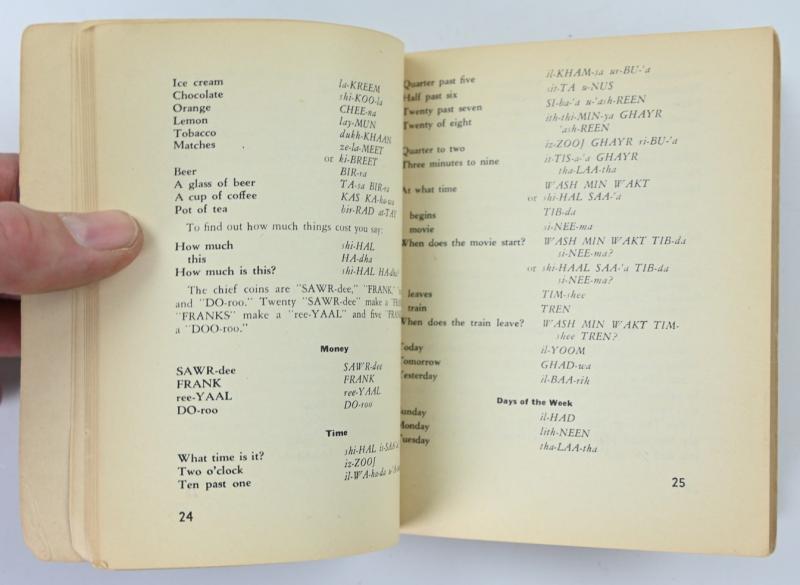 Ice cream la-KREEM
Chocolate shi-KOO-la
Orange CHEE-na
Lemon lay-MUN
Tobacco dukh-KHAAN
Matches ze-la-MEET
or ki-BREET
Beer BIR-ra
A glass of beer TA-sa BIR-ra
A cup of coffee KAS KA-ha-wa
Pot of tea bir-RAD at-TAY
To find out how much things cost you say:
How much shi-HAL
this HA-dha
How much is this? shi-HAL HA-dha?
The chief coins are "SAWR-dee," "FRANK,"
and "DO-roo." Twenty "SAWR-dee" make a
"FRANKS" make a "ree-YAAL" and five
a "DOO-roo."
Money
SAWR-dee SAWR-dee
FRANK FRANK
ree-YAAL ree-YAAL
DO-roo DO-roo
Time
What time is it? shi-HAL
Two o'clock iz-ZOOJ
Ten past one il-WA-ha-da
24
Quarter past five il-KHAM-sa ur-BU-'a
Half past six sit-TA u-NUS
Twenty past seven SI-ba-'a u-'ash-REEN
Twenty of eight ith-thi-MIN-ya GHAYR
'ash-REEN
Quarter to two iz-ZOOJ GHAYR ri-BU-'a
Three minutes to nine it-TIS-a-'a GHAYR
tha-LAA-tha
At what time WASH MIN WAKT
or shi-HAL SAA-'a
begins TIB-da
movie si-NEE-ma
When does the movie start? WASH MIN WAKT TIB-da
si-NEE-ma?
or shi-HAAL SAA-'a TIB-da
si-NEE-ma?
leaves TIM-shee
train TREN
When does the train leave? WASH MIN WAKT TIM-
shee TREN?
Today il-YOOM
Tomorrow GHAD-wa
Yesterday il-BAA-rih
Days of the Week
Sunday il-HAD
Monday lith-NEEN
Tuesday tha-LAA-tha
25